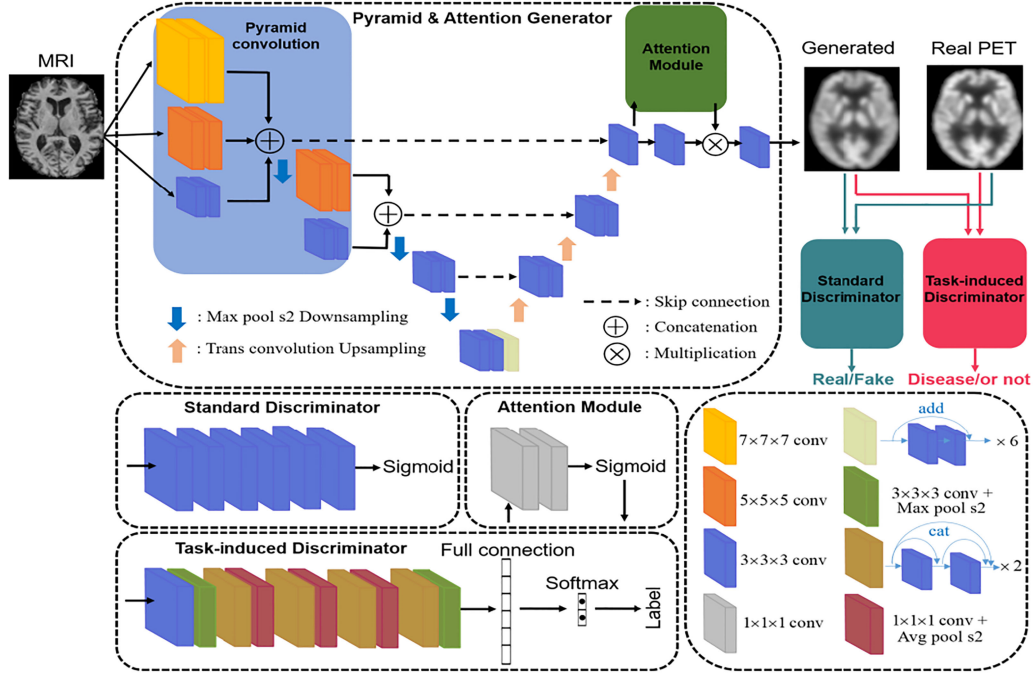 Pyramid & Attention Generator
Pyramid
convolution
MRI
Attention
Module
Generated
Real PET
: Max pool s2 Downsampling
: Trans convolution Upsampling
Skip connection
: Concatenation
: Multiplication
Standard
Discriminator
Task-induced
Discriminator
Real/Fake
Disease/or not
Standard Discriminator
Sigmoid
Attention Module
Sigmoid
Task-induced Discriminator
Full connection
Softmax
Label
7×7×7 conv
add
× 6
5×5×5 conv
3×3×3 conv +
Max pool s2
3×3×3 conv
cat
× 2
1×1×1 conv
1×1×1 conv +
Avg pool s2